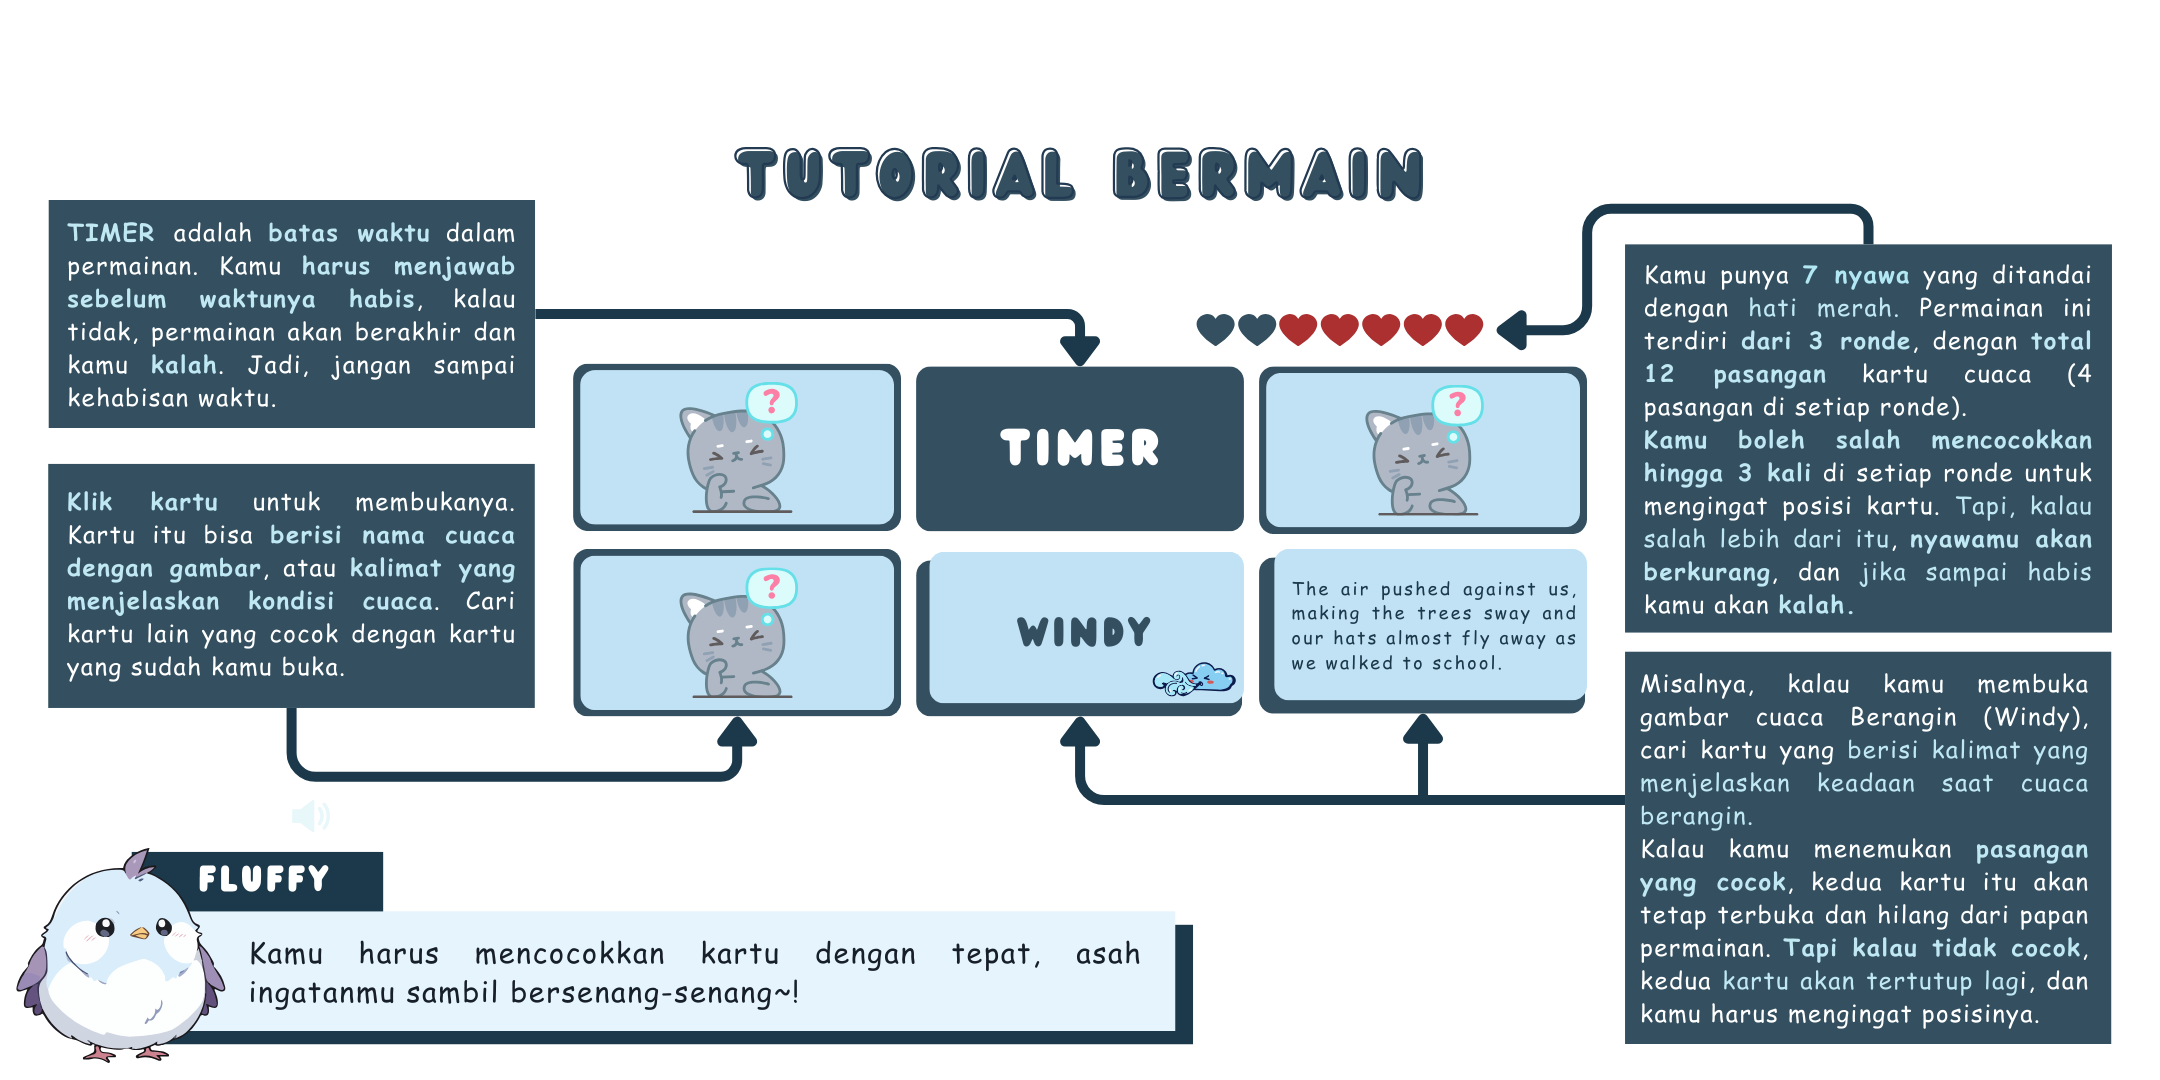 TUTORIAL BERMAIN
TIMER adalah batas waktu dalam
permainan. Kamu harus menjawab
sebelum waktunya habis, kalau
tidak, permainan akan berakhir dan
kamu kalah. Jadi, jangan sampai
kehabisan waktu.
Klik kartu untuk membukanya.
Kartu itu bisa berisi nama cuaca
dengan gambar, atau kalimat yang
menjelaskan kondisi cuaca. Cari
kartu lain yang cocok dengan kartu
yang sudah kamu buka.
?
TIMER
?
?
WINDY
The air pushed against us,
making the trees sway and
our hats almost fly away as
we walked to school.
Kamu punya 7 nyawa yang ditandai
dengan hati merah. Permainan ini
terdiri dari 3 ronde, dengan total
12 pasangan kartu cuaca (4
pasangan di setiap ronde).
Kamu boleh salah mencocokkan
hingga 3 kali di setiap ronde untuk
mengingat posisi kartu. Tapi, kalau
salah lebih dari itu, nyawamu akan
berkurang, dan jika sampai habis
kamu akan kalah.
Misalnya, kalau kamu membuka
gambar cuaca Berangin (Windy),
cari kartu yang berisi kalimat yang
menjelaskan keadaan saat cuaca
berangin.
Kalau kamu menemukan pasangan
yang cocok, kedua kartu itu akan
tetap terbuka dan hilang dari papan
permainan. Tapi kalau tidak cocok,
kedua kartu akan tertutup lagi, dan
kamu harus mengingat posisinya.
FLUFFY
Kamu harus mencocokkan kartu dengan tepat, asah
ingatanmu sambil bersenang-senang~!